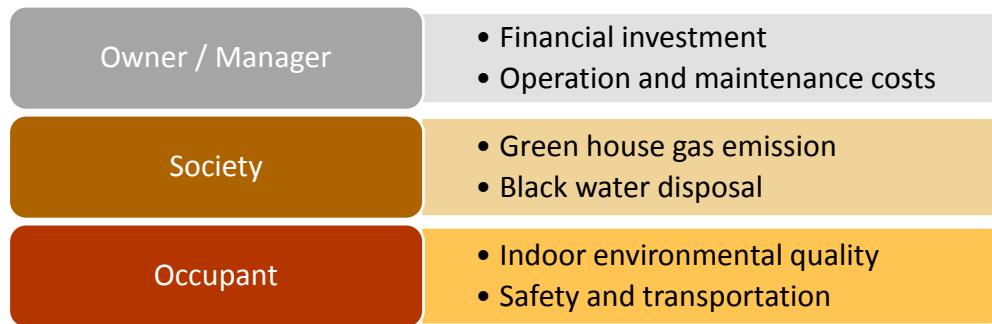 Owner / Manager
• Financial investment
• Operation and maintenance costs
Society
• Green house gas emission
• Black water disposal
Occupant
• Indoor environmental quality
• Safety and transportation